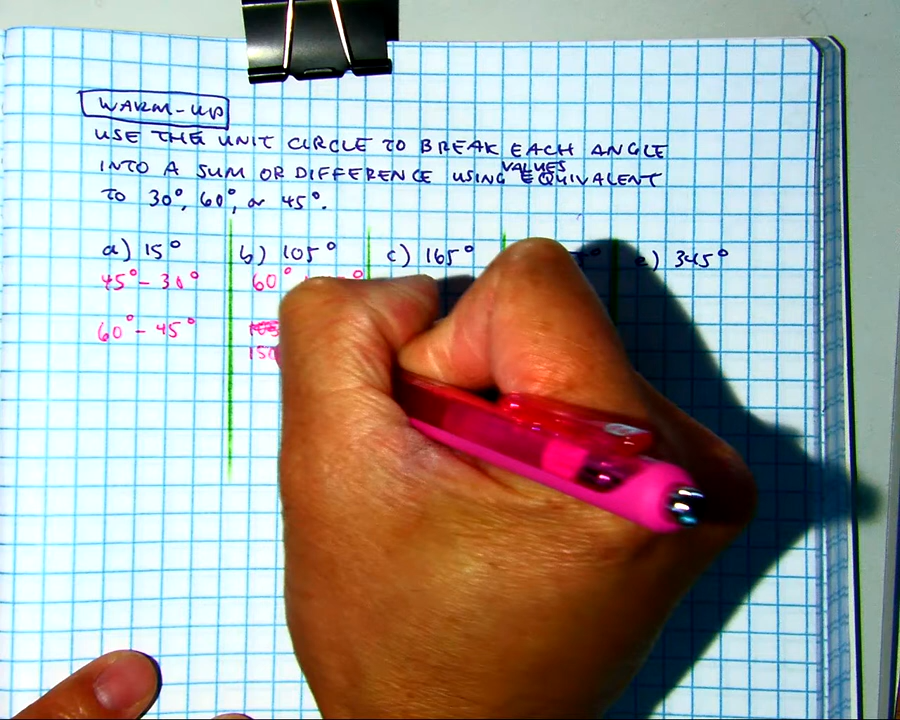 WARM-UP
USE THE UNIT CIRCLE TO BREAK EACH ANGLE
INTO A SUM OR DIFFERENCE USING VALUES EQUIVALENT
TO 30°, 60°, or 45°.
a) 15° b) 105° c) 165° e) 345°
45° - 30° 60°
60° - 45°
150